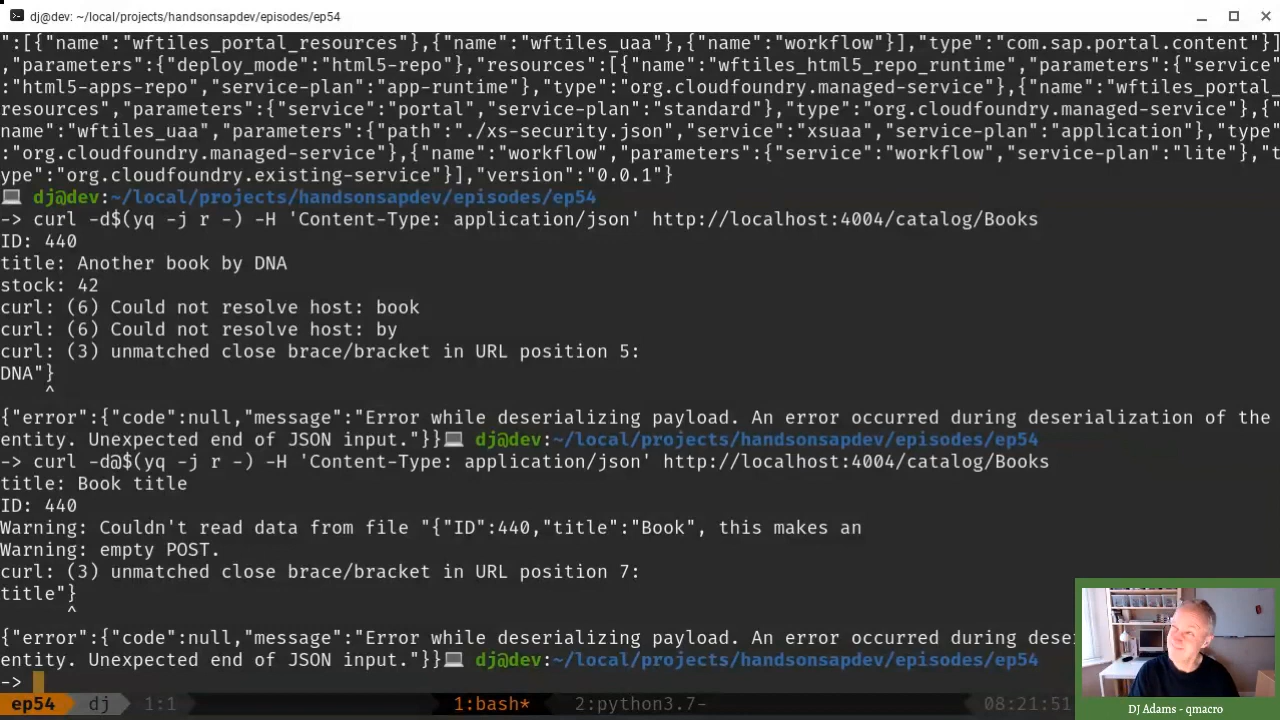 dj@dev: ~/local/projects/handsonsapdev/episodes/ep54
":[{"name":"wftiles_portal_resources"},{"name":"wftiles_uaa"},{"name":"workflow"}],"type":"com.sap.portal.content"}]
,"parameters":{"deploy_mode":"html5-repo"},"resources":[{"name":"wftiles_html5_repo_runtime","parameters":{"service"
:"html5-apps-repo","service-plan":"app-runtime"},"type":"org.cloudfoundry.managed-service"},{"name":"wftiles_portal_
resources","parameters":{"service":"portal","service-plan":"standard"},"type":"org.cloudfoundry.managed-service"},{"
name":"wftiles_uaa","parameters":{"path":"./xs-security.json","service":"xsuaa","service-plan":"application"},"type"
:"org.cloudfoundry.managed-service"},{"name":"workflow","parameters":{"service":"workflow","service-plan":"lite"},"t
ype":"org.cloudfoundry.existing-service"}],"version":"0.0.1"}
💻 dj@dev:~/local/projects/handsonsapdev/episodes/ep54
-> curl -d$(yq -j r -) -H 'Content-Type: application/json' http://localhost:4004/catalog/Books
ID: 440
title: Another book by DNA
stock: 42
curl: (6) Could not resolve host: book
curl: (6) Could not resolve host: by
curl: (3) unmatched close brace/bracket in URL position 5:
DNA"}
^
{"error":{"code":null,"message":"Error while deserializing payload. An error occurred during deserialization of the
entity. Unexpected end of JSON input."}}💻 dj@dev:~/local/projects/handsonsapdev/episodes/ep54
-> curl -d@$(yq -j r -) -H 'Content-Type: application/json' http://localhost:4004/catalog/Books
title: Book title
ID: 440
Warning: Couldn't read data from file "{"ID":440,"title":"Book", this makes an
Warning: empty POST.
curl: (3) unmatched close brace/bracket in URL position 7:
title"}
^
{"error":{"code":null,"message":"Error while deserializing payload. An error occurred during dese
entity. Unexpected end of JSON input."}}💻 dj@dev:~/local/projects/handsonsapdev/episodes/ep54
->
ep54 dj 1:1 1:bash* 2:python3.7- 08:21:51
DJ Adams - qmacro